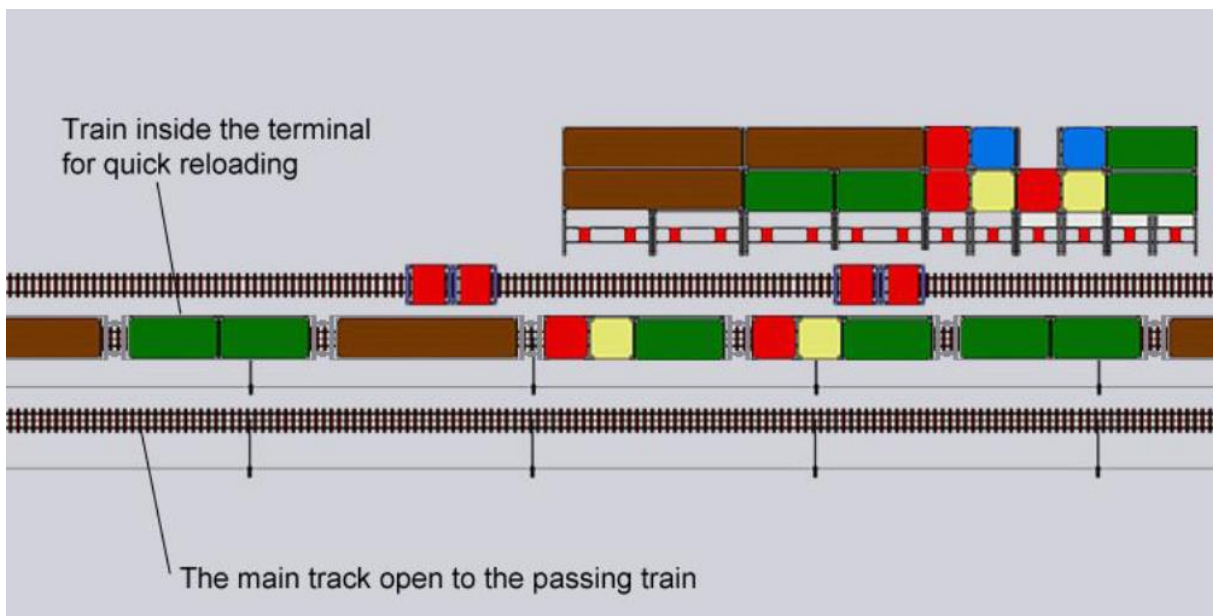 Train inside the terminal
for quick reloading
The main track open to the passing train